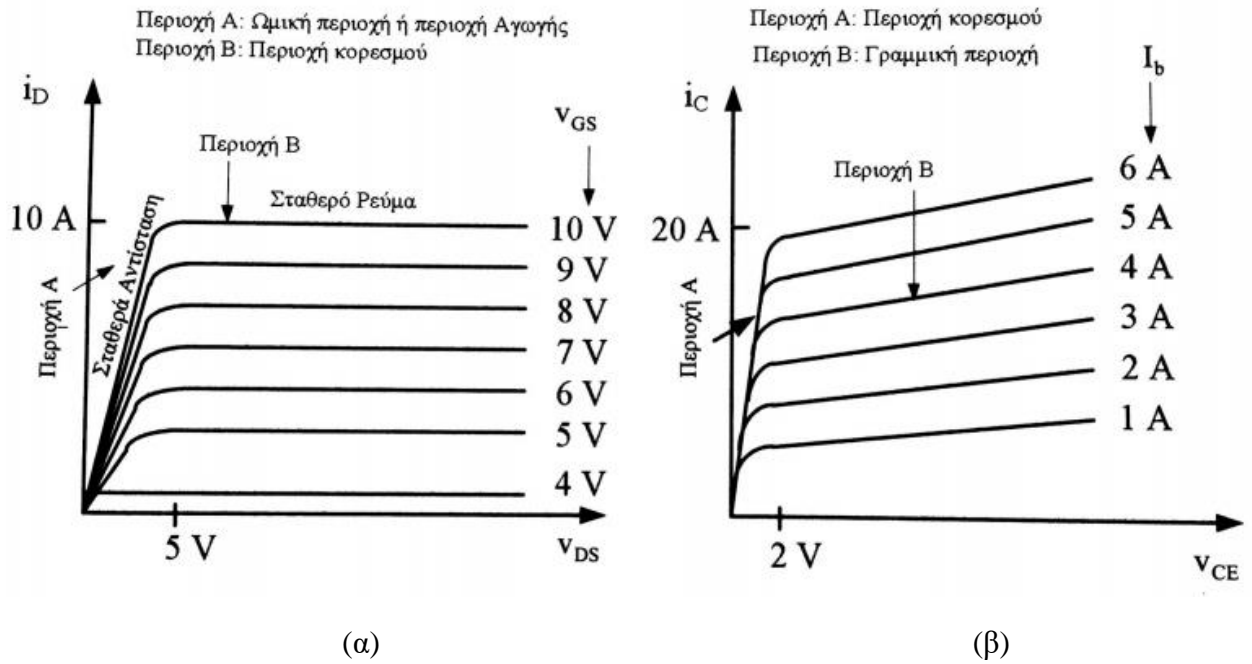 Περιοχή Α: Ωμική περιοχή ή περιοχή Αγωγής
Περιοχή Β: Περιοχή κορεσμού
i_D
v_GS
Περιοχή Β
Σταθερό Ρεύμα
10 A
Σταθερά Αντίσταση
Περιοχή Α
10 V
9 V
8 V
7 V
6 V
5 V
4 V
5 V
v_DS
(α)
Περιοχή Α: Περιοχή κορεσμού
Περιοχή Β: Γραμμική περιοχή
I_b
i_C
Περιοχή Β
20 A
Περιοχή Α
6 A
5 A
4 A
3 A
2 A
1 A
2 V
v_CE
(β)